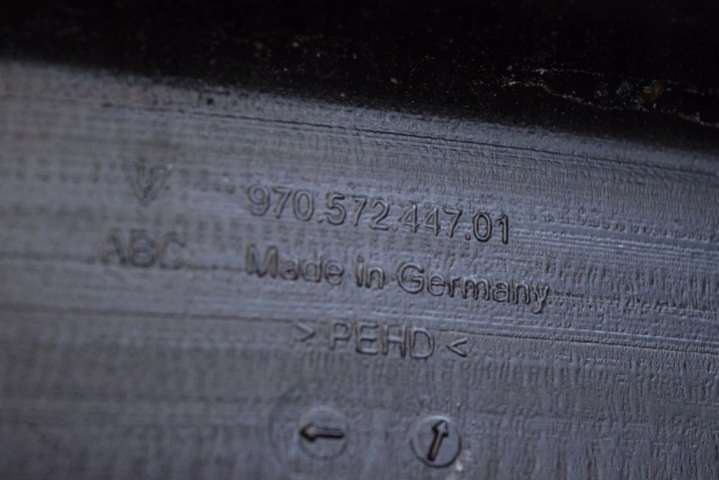 970.572.447.01
ABC Made in Germany
> PEHD <